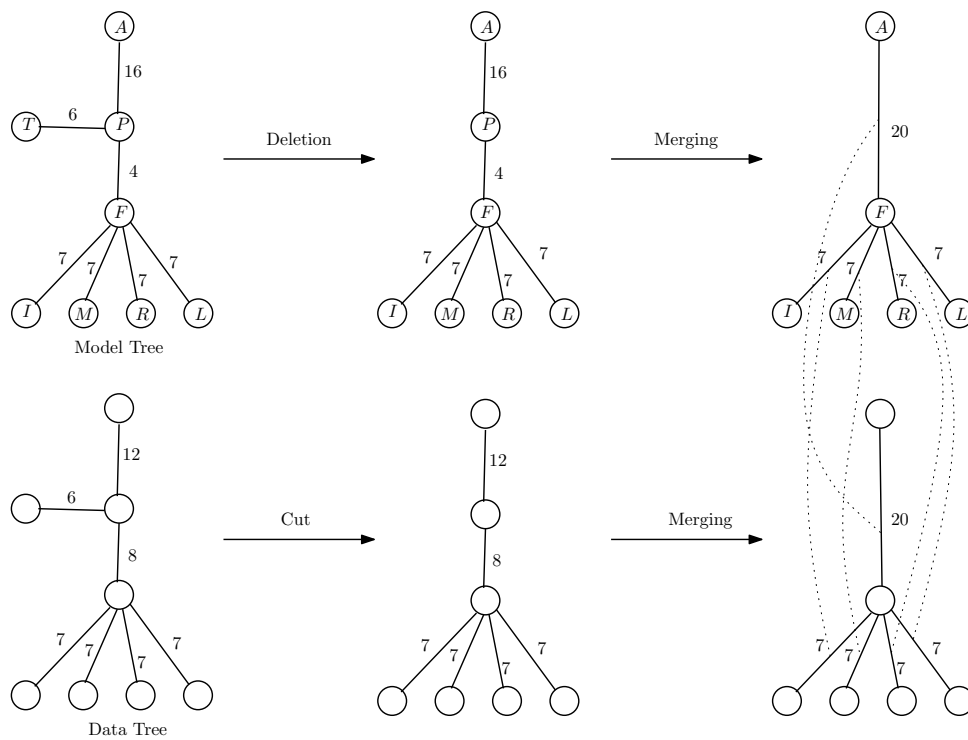 A A A
16 16
6
T P Deletion P Merging 20
4 4
F F F
7 7 7 7 7 7 7 7 7 7 7 7
I M R L I M R L I M R L
Model Tree
12 12
6 Cut Merging 20
8 8
7 7 7 7 7 7 7 7 7 7 7 7
Data Tree